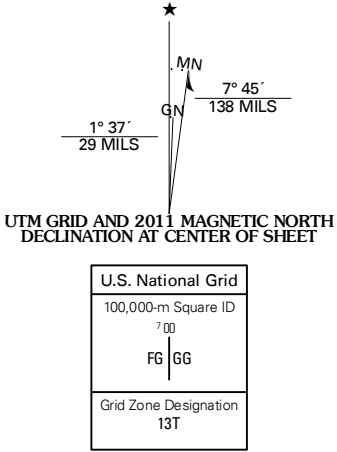 ★
MN
7° 45´
138 MILS
GN
1° 37´
29 MILS
UTM GRID AND 2011 MAGNETIC NORTH
DECLINATION AT CENTER OF SHEET
U.S. National Grid
100,000-m Square ID
7 00
FG GG
Grid Zone Designation
13T